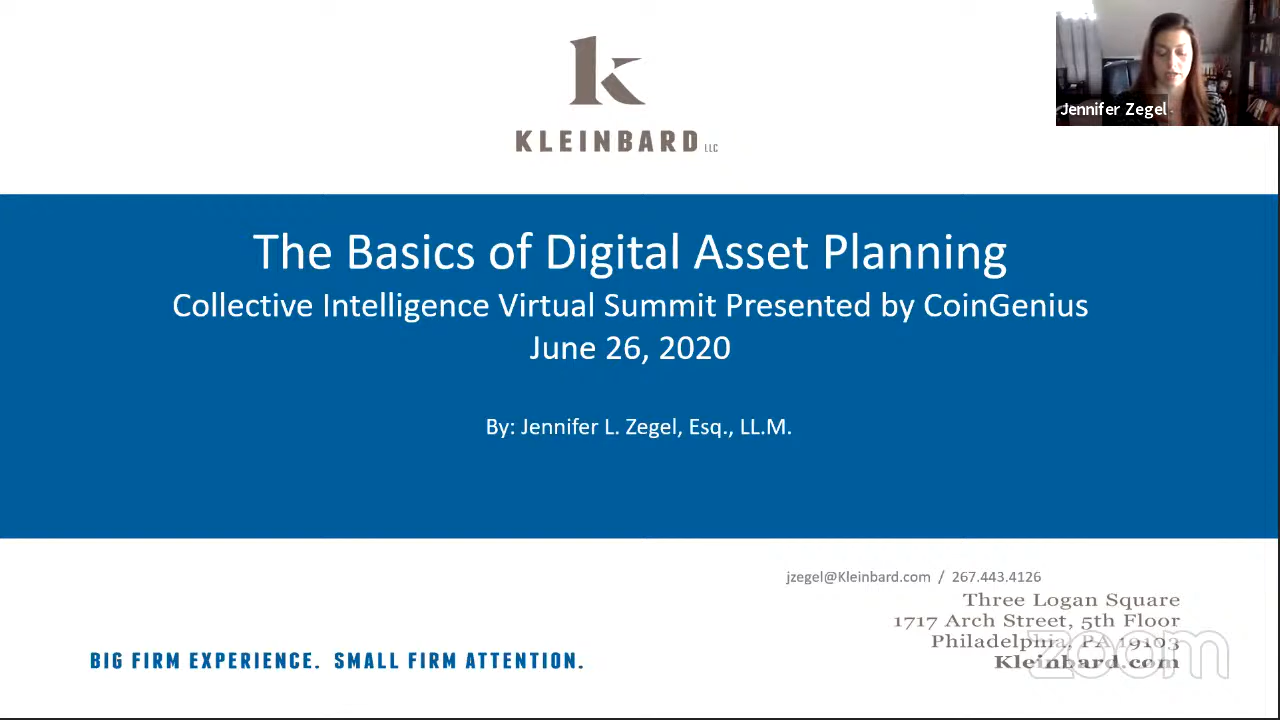 k
KLEINBARD LLC
Jennifer Zegel
The Basics of Digital Asset Planning
Collective Intelligence Virtual Summit Presented by CoinGenius
June 26, 2020
By: Jennifer L. Zegel, Esq., LL.M.
jzegel@Kleinbard.com / 267.443.4126
Three Logan Square
1717 Arch Street, 5th Floor
Philadelphia, PA 19103
Kleinbard.com
zoom
BIG FIRM EXPERIENCE. SMALL FIRM ATTENTION.